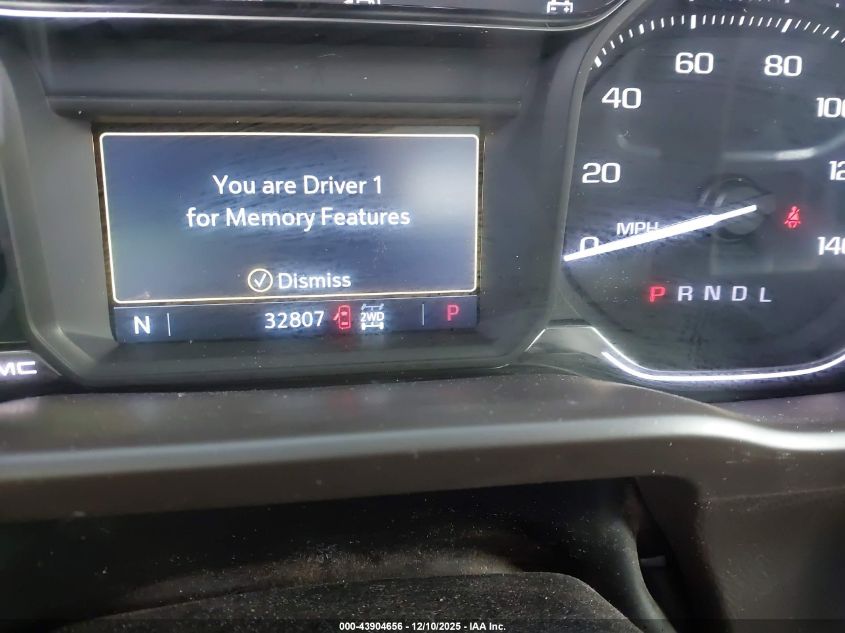 You are Driver 1
for Memory Features
Dismiss
N 32807 2WD P
20
40
60
80
0
MPH
P R N D L
000-43904656 - 12/10/2025 - IAA Inc.